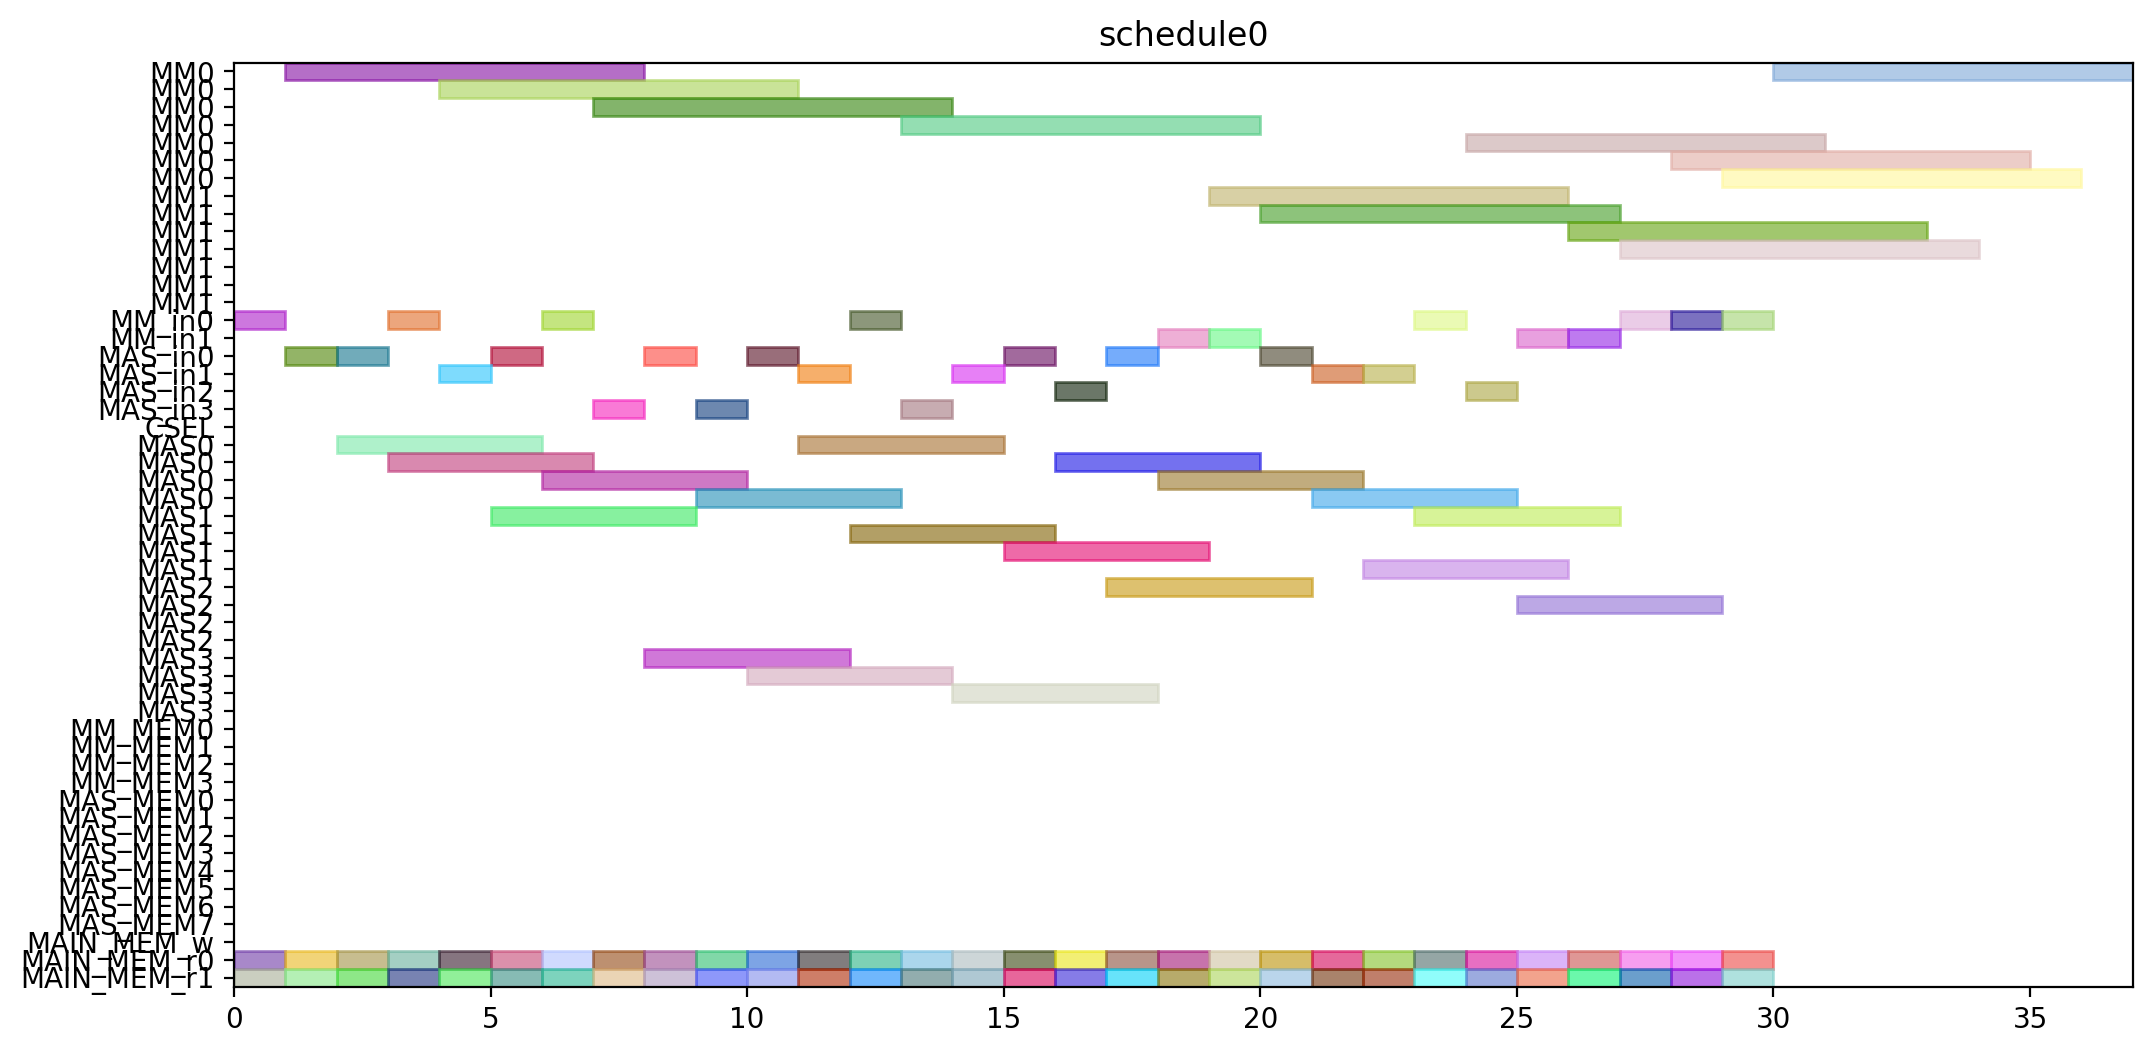 schedule0
MM0
MM0
MM0
MM0
MM0
MM0
MM0
MM1
MM1
MM1
MM1
MM1
MM1
MM1
MM_in0
MM_in1
MAS_in0
MAS_in1
MAS_in2
MAS_in3
CSEL
MAS0
MAS0
MAS0
MAS0
MAS1
MAS1
MAS1
MAS1
MAS2
MAS2
MAS2
MAS2
MAS3
MAS3
MAS3
MAS3
MM_MEM0
MM_MEM1
MM_MEM2
MM_MEM3
MAS_MEM0
MAS_MEM1
MAS_MEM2
MAS_MEM3
MAS_MEM4
MAS_MEM5
MAS_MEM6
MAS_MEM7
MAIN_MEM_w
MAIN_MEM_r0
MAIN_MEM_r1
0 5 10 15 20 25 30 35